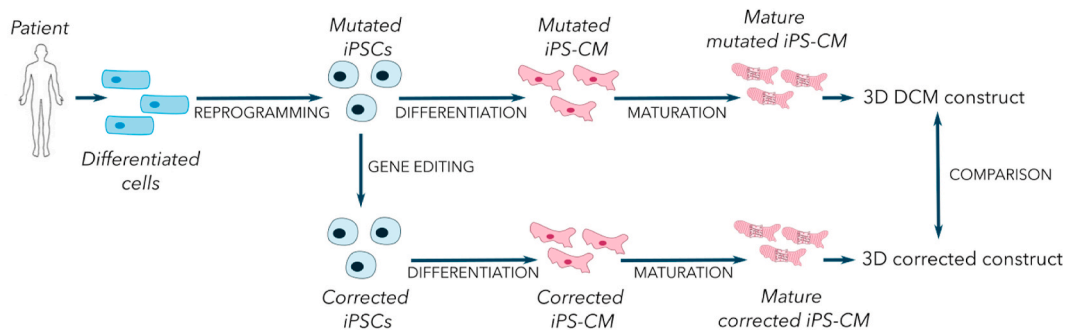 Patient
Differentiated
cells
REPROGRAMMING
Mutated
iPSCs
DIFFERENTIATION
Mutated
iPS-CM
MATURATION
Mature
mutated iPS-CM
3D DCM construct
GENE EDITING
COMPARISON
Corrected
iPSCs
DIFFERENTIATION
Corrected
iPS-CM
MATURATION
Mature
corrected iPS-CM
3D corrected construct